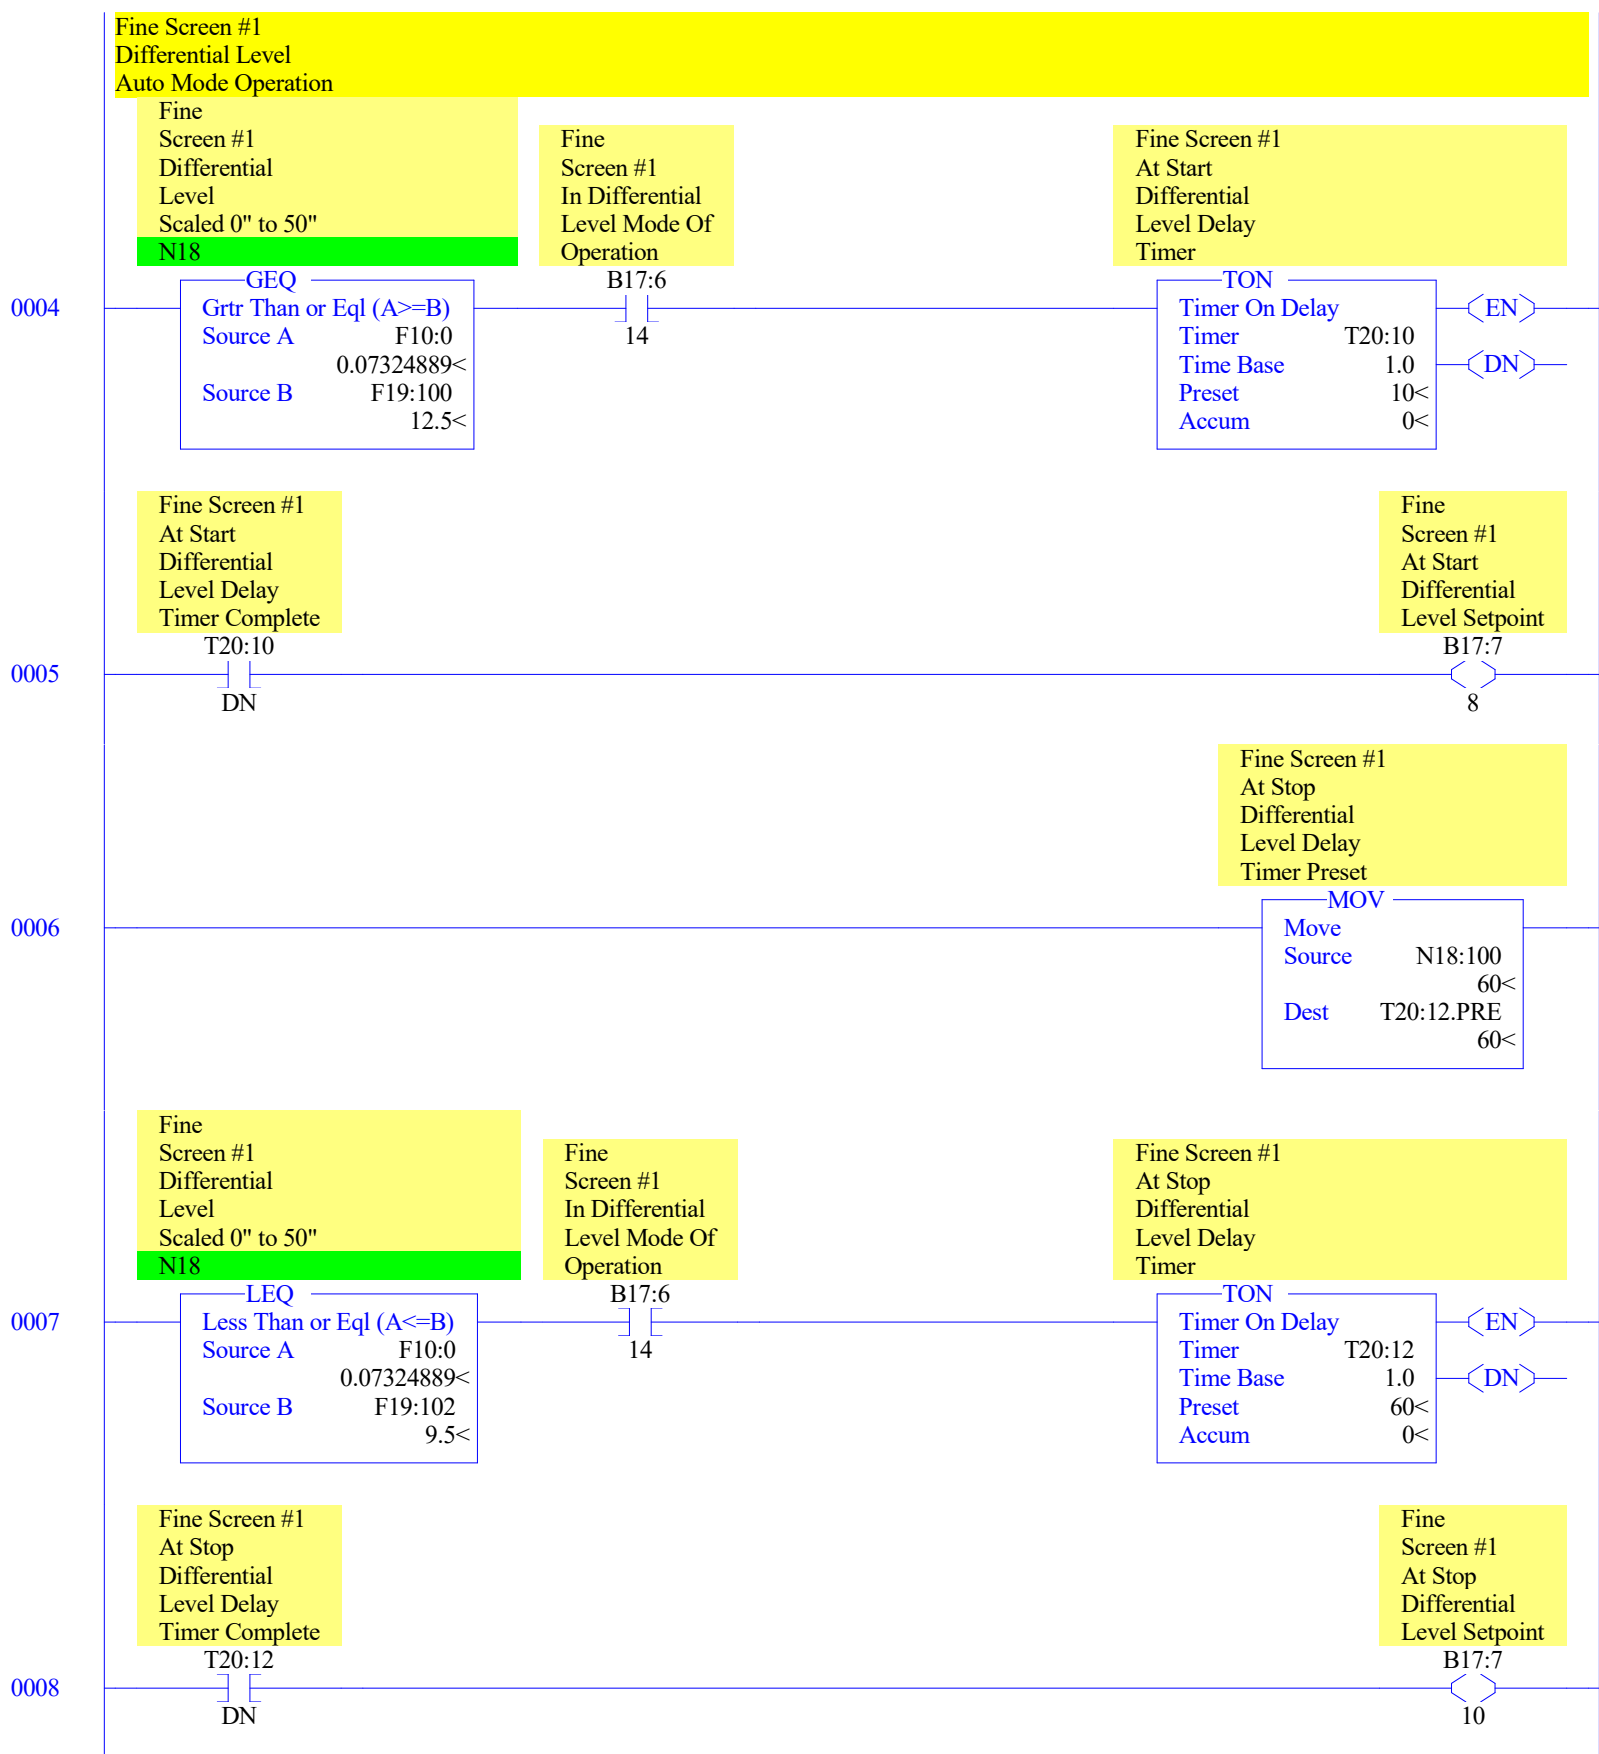 Fine Screen #1
Differential Level
Auto Mode Operation
Fine
Screen #1
Differential
Level
Scaled 0" to 50"
N18
Fine
Screen #1
In Differential
Level Mode Of
Operation
Fine Screen #1
At Start
Differential
Level Delay
Timer
0004
GEQ
Grtr Than or Eql (A>=B)
Source A F10:0
0.07324889<
Source B F19:100
12.5<
B17:6
14
TON
Timer On Delay
Timer T20:10
Time Base 1.0
Preset 10<
Accum 0<
EN
DN
Fine Screen #1
At Start
Differential
Level Delay
Timer Complete
Fine
Screen #1
At Start
Differential
Level Setpoint
0005
T20:10
DN
B17:7
8
Fine Screen #1
At Stop
Differential
Level Delay
Timer Preset
0006
MOV
Move
Source N18:100
60<
Dest T20:12.PRE
60<
Fine
Screen #1
Differential
Level
Scaled 0" to 50"
N18
Fine
Screen #1
In Differential
Level Mode Of
Operation
Fine Screen #1
At Stop
Differential
Level Delay
Timer
0007
LEQ
Less Than or Eql (A<=B)
Source A F10:0
0.07324889<
Source B F19:102
9.5<
B17:6
14
TON
Timer On Delay
Timer T20:12
Time Base 1.0
Preset 60<
Accum 0<
EN
DN
Fine Screen #1
At Stop
Differential
Level Delay
Timer Complete
Fine
Screen #1
At Stop
Differential
Level Setpoint
0008
T20:12
DN
B17:7
10